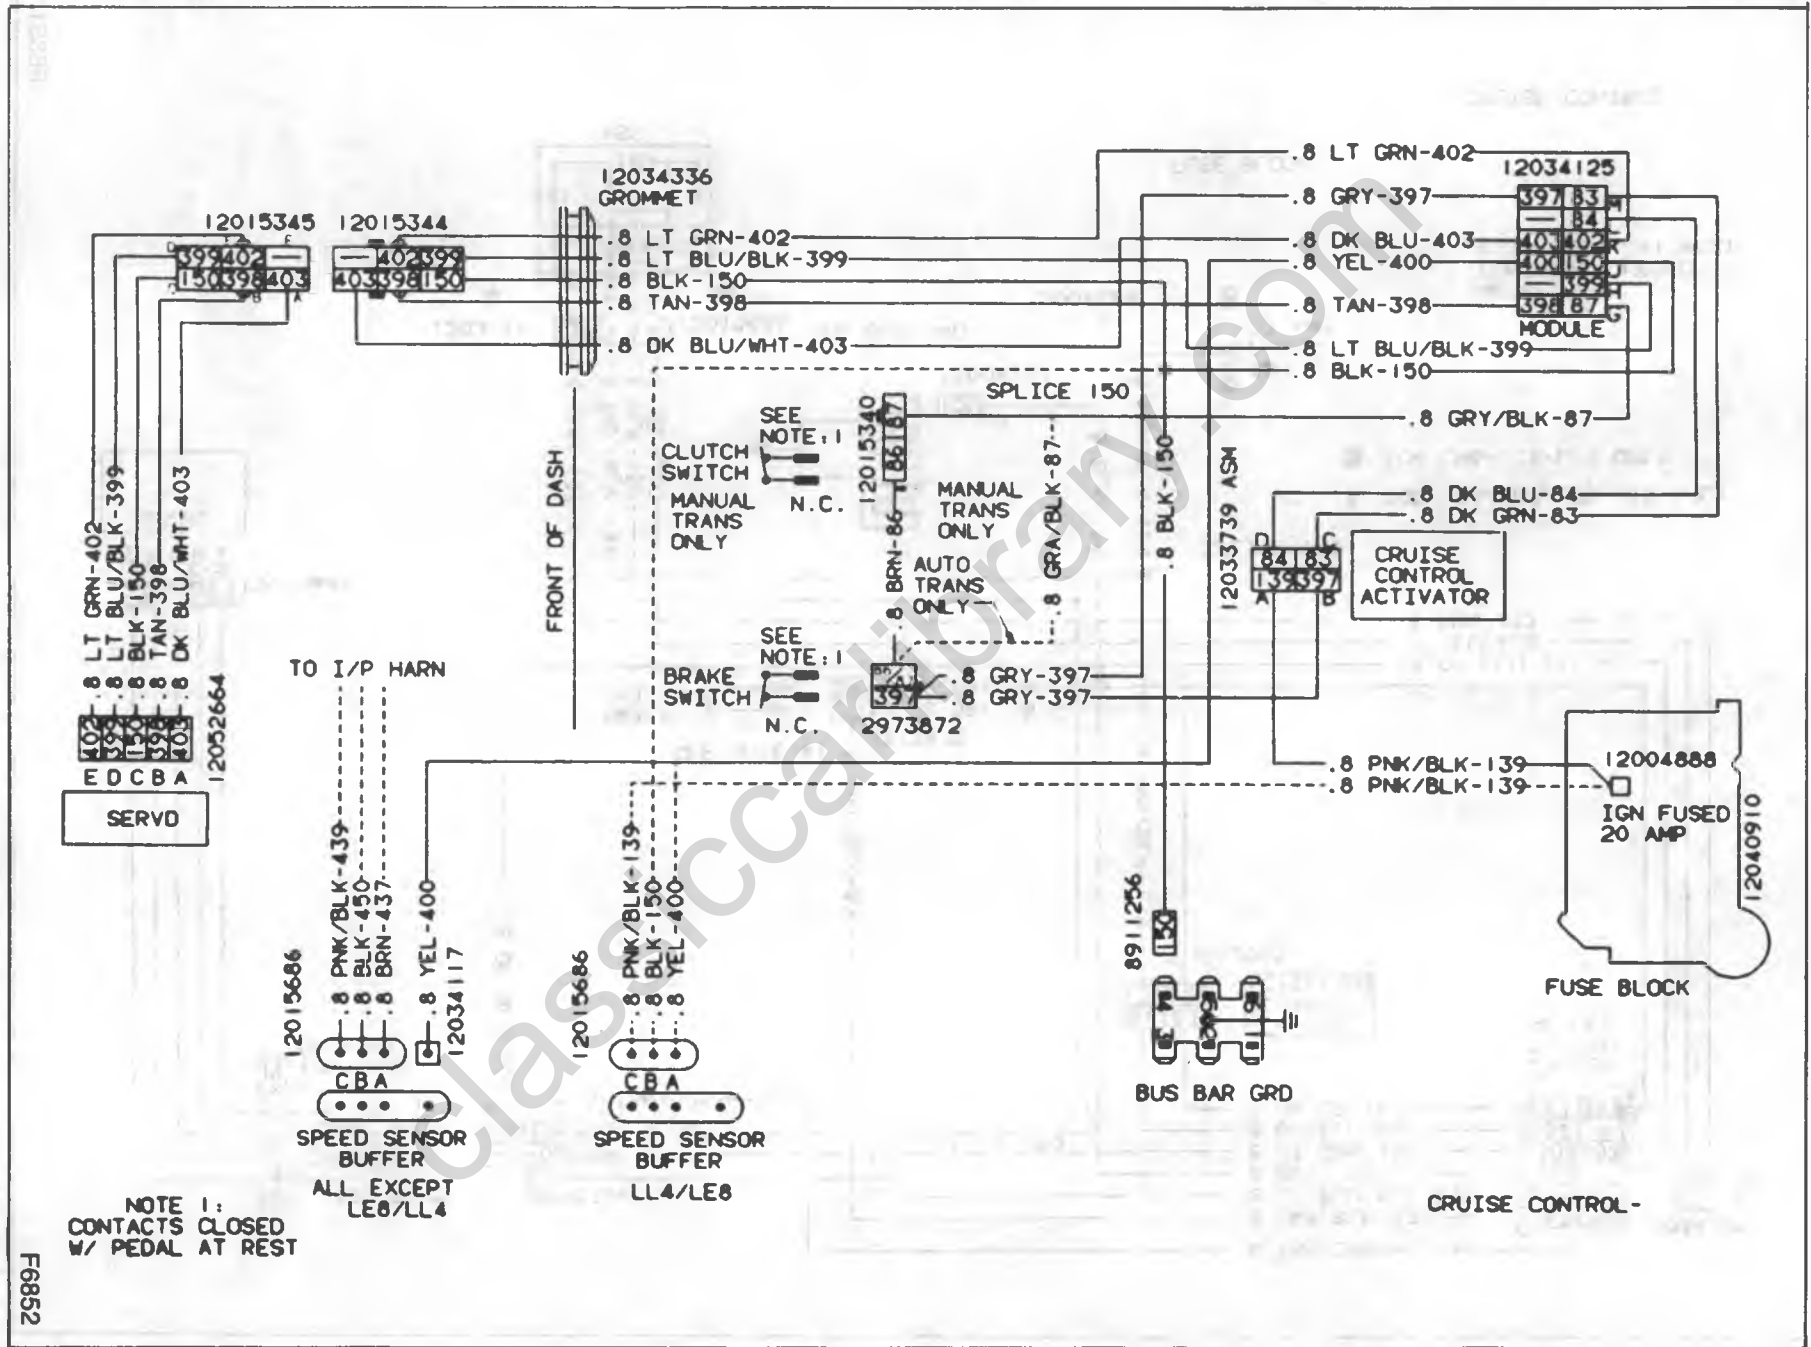 .8 LT GRN-402
12034125
12034336
GROMMET
.8 GRY-397
397 83
— 84
403 402
400 150
— 399
398 87
MODULE
12015345
12015344
399 402 —
150 398 403
— 402 399
403 398 150
.8 LT GRN-402
.8 LT BLU/BLK-399
.8 BLK-150
.8 TAN-398
.8 DK BLU/WHT-403
.8 DK BLU-403
.8 YEL-400
.8 TAN-398
.8 LT BLU/BLK-399
.8 BLK-150
SPLICE 150
.8 GRY/BLK-87
SEE
NOTE:1
CLUTCH
SWITCH
N.C.
MANUAL
TRANS
ONLY
12015340
86 87
MANUAL
TRANS
ONLY
.8 BRN-86
AUTO
TRANS
ONLY
.8 GRA/BLK-87
.8 BLK-150
12033739 ASM
.8 DK BLU-84
.8 DK GRN-83
D C
84 83
139 397
A B
CRUISE
CONTROL
ACTIVATOR
FRONT OF DASH
.8 LT GRN-402
.8 LT BLU/BLK-399
.8 BLK-150
.8 TAN-398
.8 DK BLU/WHT-403
402 399 150 398 403
E D C B A
12052664
SERVO
TO I/P HARN
SEE
NOTE:1
BRAKE
SWITCH
N.C.
397
2973872
.8 GRY-397
.8 GRY-397
.8 PNK/BLK-139
.8 PNK/BLK-139
12004888
IGN FUSED
20 AMP
12040910
FUSE BLOCK
.8 PNK/BLK-439
.8 BLK-450
.8 BRN-437
.8 YEL-400
12015686
12034117
C B A
SPEED SENSOR
BUFFER
ALL EXCEPT
LE8/LL4
.8 PNK/BLK-139
.8 BLK-150
.8 YEL-400
12015686
C B A
SPEED SENSOR
BUFFER
LL4/LE8
8911256
150
BUS BAR GRD
CRUISE CONTROL-
NOTE 1:
CONTACTS CLOSED
W/ PEDAL AT REST
F6852
classiccarlibrary.com